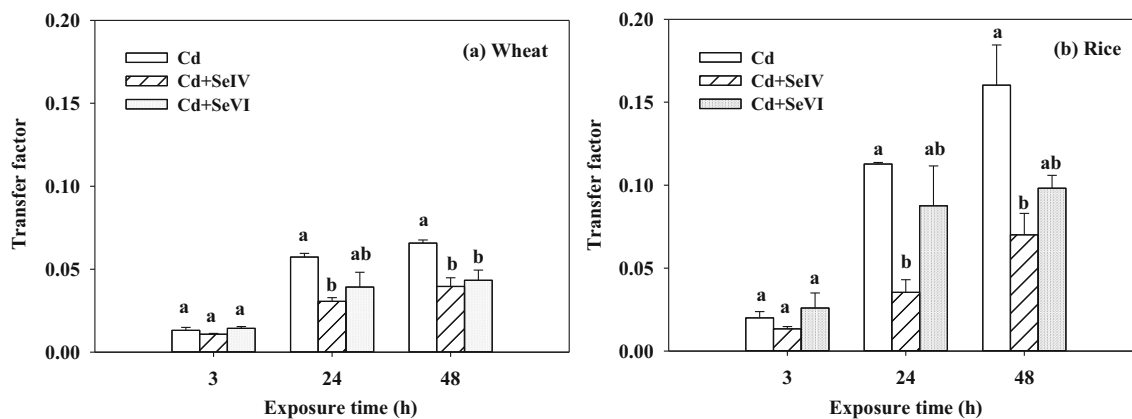 0.20
0.15
0.10
0.05
0.00
Transfer factor
(a) Wheat
Cd
Cd+SeIV
Cd+SeVI
a
a
a
a
b
ab
a
b
b
3
24
48
Exposure time (h)
0.20
0.15
0.10
0.05
0.00
Transfer factor
(b) Rice
Cd
Cd+SeIV
Cd+SeVI
a
a
a
a
b
ab
a
b
ab
3
24
48
Exposure time (h)